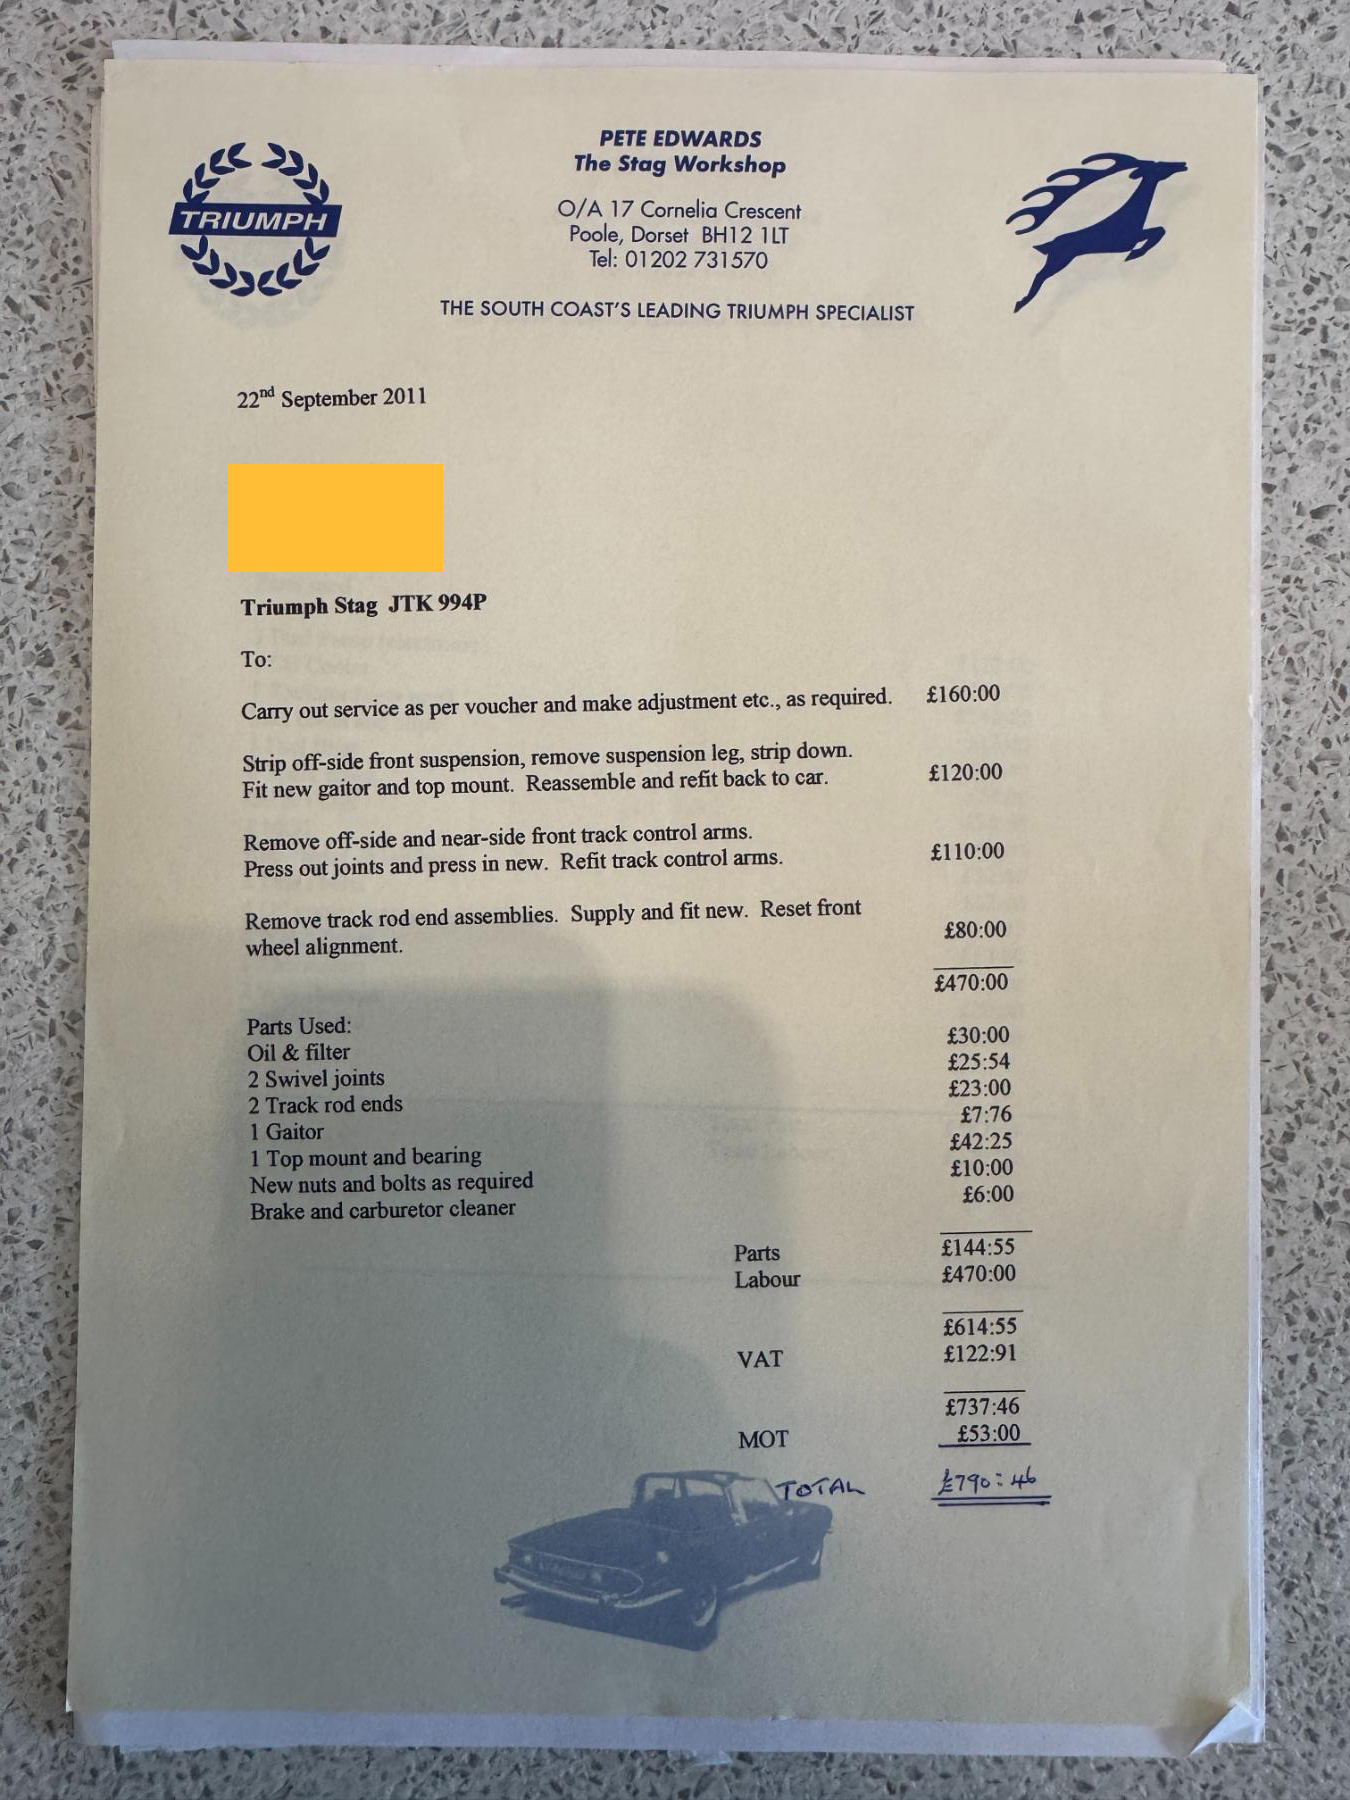 TRIUMPH
PETE EDWARDS
The Stag Workshop
O/A 17 Cornelia Crescent
Poole, Dorset BH12 1LT
Tel: 01202 731570
THE SOUTH COAST'S LEADING TRIUMPH SPECIALIST
22nd September 2011
Triumph Stag JTK 994P
To:
Carry out service as per voucher and make adjustment etc., as required. £160:00
Strip off-side front suspension, remove suspension leg, strip down.
Fit new gaitor and top mount. Reassemble and refit back to car. £120:00
Remove off-side and near-side front track control arms.
Press out joints and press in new. Refit track control arms. £110:00
Remove track rod end assemblies. Supply and fit new. Reset front
wheel alignment. £80:00
£470:00
Parts Used:
Oil & filter £30:00
2 Swivel joints £25:54
2 Track rod ends £23:00
1 Gaitor £7:76
1 Top mount and bearing £42:25
New nuts and bolts as required £10:00
Brake and carburetor cleaner £6:00
Parts £144:55
Labour £470:00
£614:55
VAT £122:91
£737:46
MOT £53:00
TOTAL £790:46